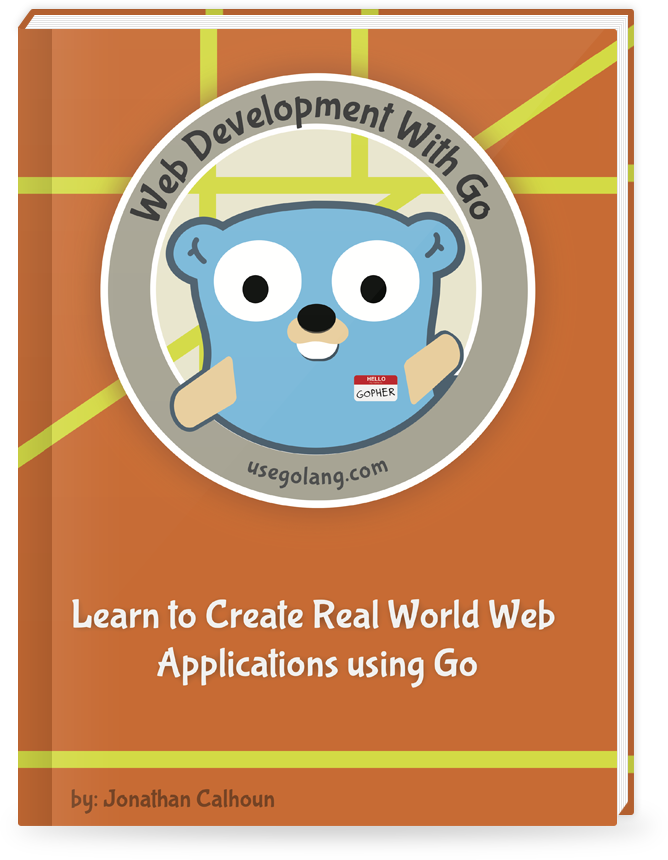 Web Development With Go
HELLO
GOPHER
usegolang.com
Learn to Create Real World Web
Applications using Go
by: Jonathan Calhoun